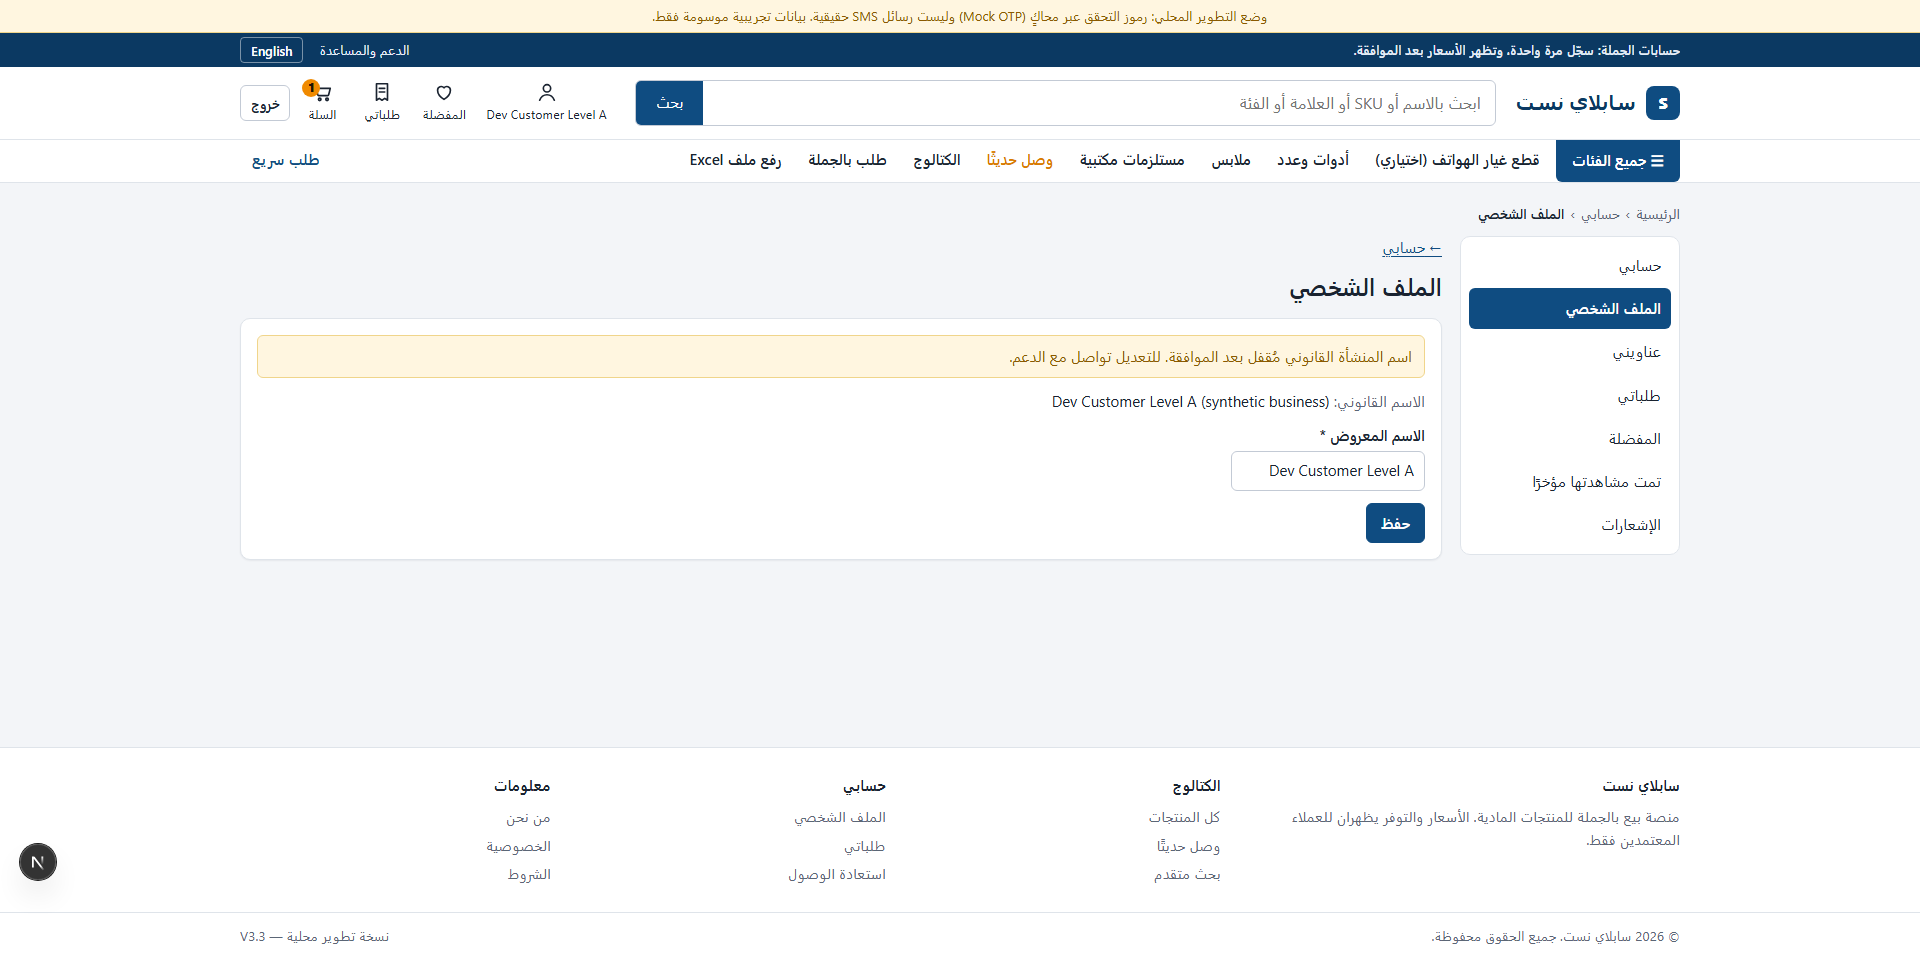 وضع التطوير المحلي: رموز التحقق عبر محاكٍ (Mock OTP) وليست رسائل SMS حقيقية. بيانات تجريبية موسومة فقط.
حسابات الجملة: سجّل مرة واحدة، وتظهر الأسعار بعد الموافقة.
الدعم والمساعدة
English
S سابلاي نست
ابحث بالاسم أو SKU أو العلامة أو الفئة
بحث
Dev Customer Level A
المفضلة
طلباتي
1 السلة
خروج
☰ جميع الفئات
قطع غيار الهواتف (اختياري)
أدوات وعدد
ملابس
مستلزمات مكتبية
وصل حديثًا
الكتالوج
طلب بالجملة
رفع ملف Excel
طلب سريع
الرئيسية › حسابي › الملف الشخصي
حسابي
الملف الشخصي
عناويني
طلباتي
المفضلة
تمت مشاهدتها مؤخرًا
الإشعارات
← حسابي
الملف الشخصي
اسم المنشأة القانوني مُقفل بعد الموافقة. للتعديل تواصل مع الدعم.
الاسم القانوني: Dev Customer Level A (synthetic business)
الاسم المعروض *
Dev Customer Level A
حفظ
سابلاي نست
منصة بيع بالجملة للمنتجات المادية. الأسعار والتوفر يظهران للعملاء
المعتمدين فقط.
الكتالوج
كل المنتجات
وصل حديثًا
بحث متقدم
حسابي
الملف الشخصي
طلباتي
استعادة الوصول
معلومات
من نحن
الخصوصية
الشروط
N
© 2026 سابلاي نست. جميع الحقوق محفوظة.
نسخة تطوير محلية — V3.3